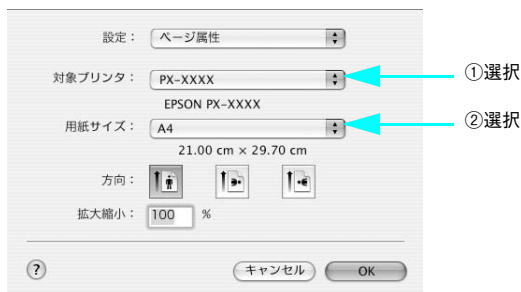 設定： ページ属性
対象プリンタ： PX-XXXX ①選択
EPSON PX-XXXX
用紙サイズ： A4 ②選択
21.00 cm × 29.70 cm
方向：
拡大縮小： 100 %
? キャンセル OK